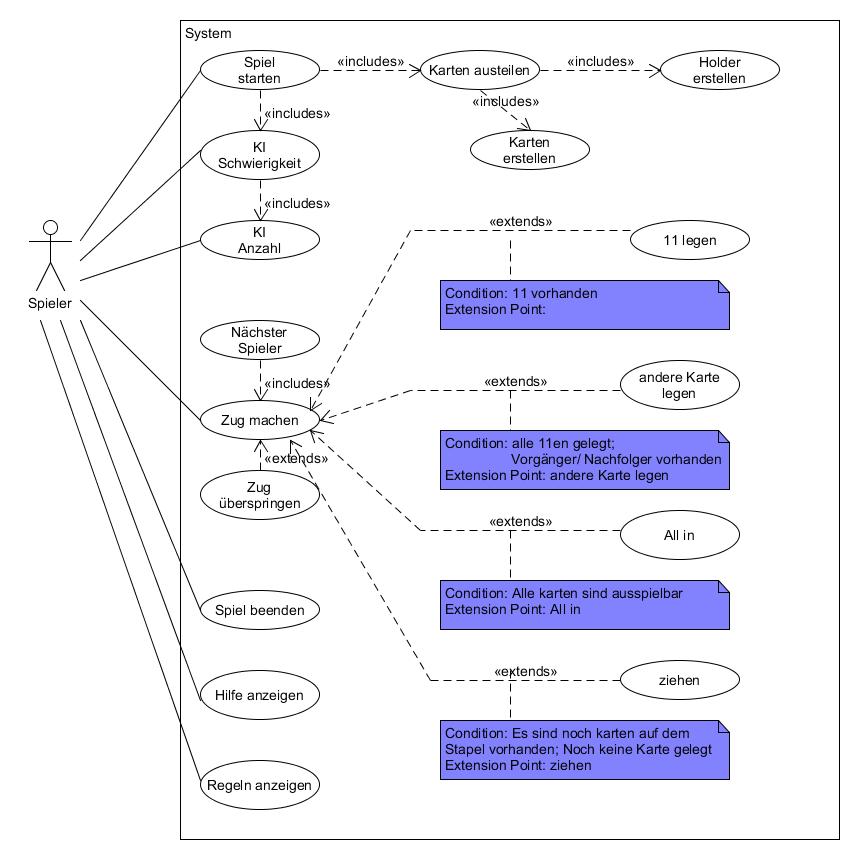 System
Spiel
starten
«includes»
Karten austeilen
«includes»
Holder
erstellen
«includes»
«includes»
KI
Schwierigkeit
Karten
erstellen
«includes»
KI
Anzahl
«extends»
11 legen
Condition: 11 vorhanden
Extension Point:
Spieler
Nächster
Spieler
«includes»
«extends»
andere Karte
legen
Zug machen
Condition: alle 11en gelegt;
Vorgänger/ Nachfolger vorhanden
Extension Point: andere Karte legen
«extends»
Zug
überspringen
«extends»
All in
Condition: Alle karten sind ausspielbar
Extension Point: All in
Spiel beenden
«extends»
ziehen
Hilfe anzeigen
Condition: Es sind noch karten auf dem
Stapel vorhanden; Noch keine Karte gelegt
Extension Point: ziehen
Regeln anzeigen